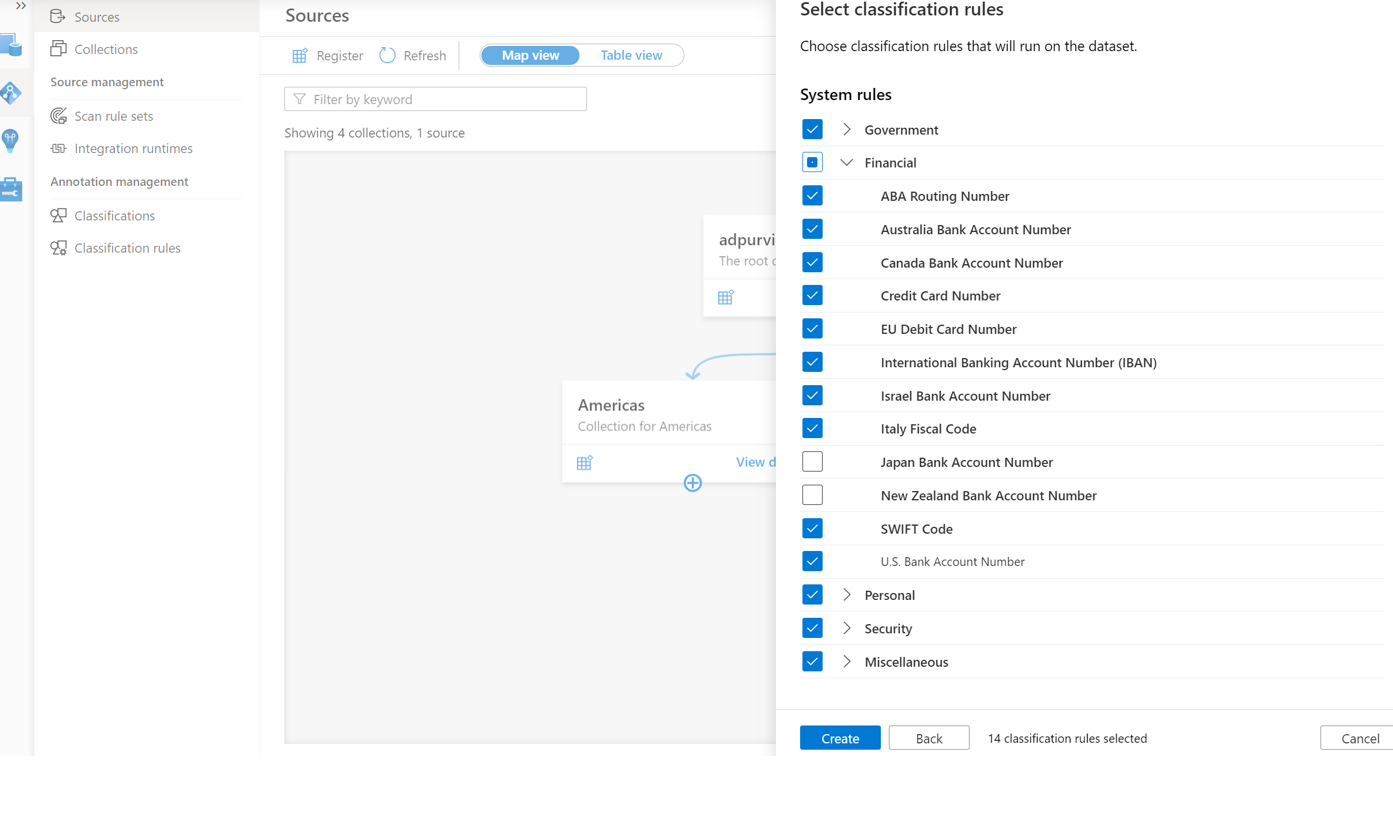 Sources
Collections
Source management
Scan rule sets
Integration runtimes
Annotation management
Classifications
Classification rules
Sources
Register
Refresh
Map view
Table view
Filter by keyword
Showing 4 collections, 1 source
adpurvi
The root c
Americas
Collection for Americas
View d
Select classification rules
Choose classification rules that will run on the dataset.
System rules
Government
Financial
ABA Routing Number
Australia Bank Account Number
Canada Bank Account Number
Credit Card Number
EU Debit Card Number
International Banking Account Number (IBAN)
Israel Bank Account Number
Italy Fiscal Code
Japan Bank Account Number
New Zealand Bank Account Number
SWIFT Code
U.S. Bank Account Number
Personal
Security
Miscellaneous
Create
Back
14 classification rules selected
Cancel